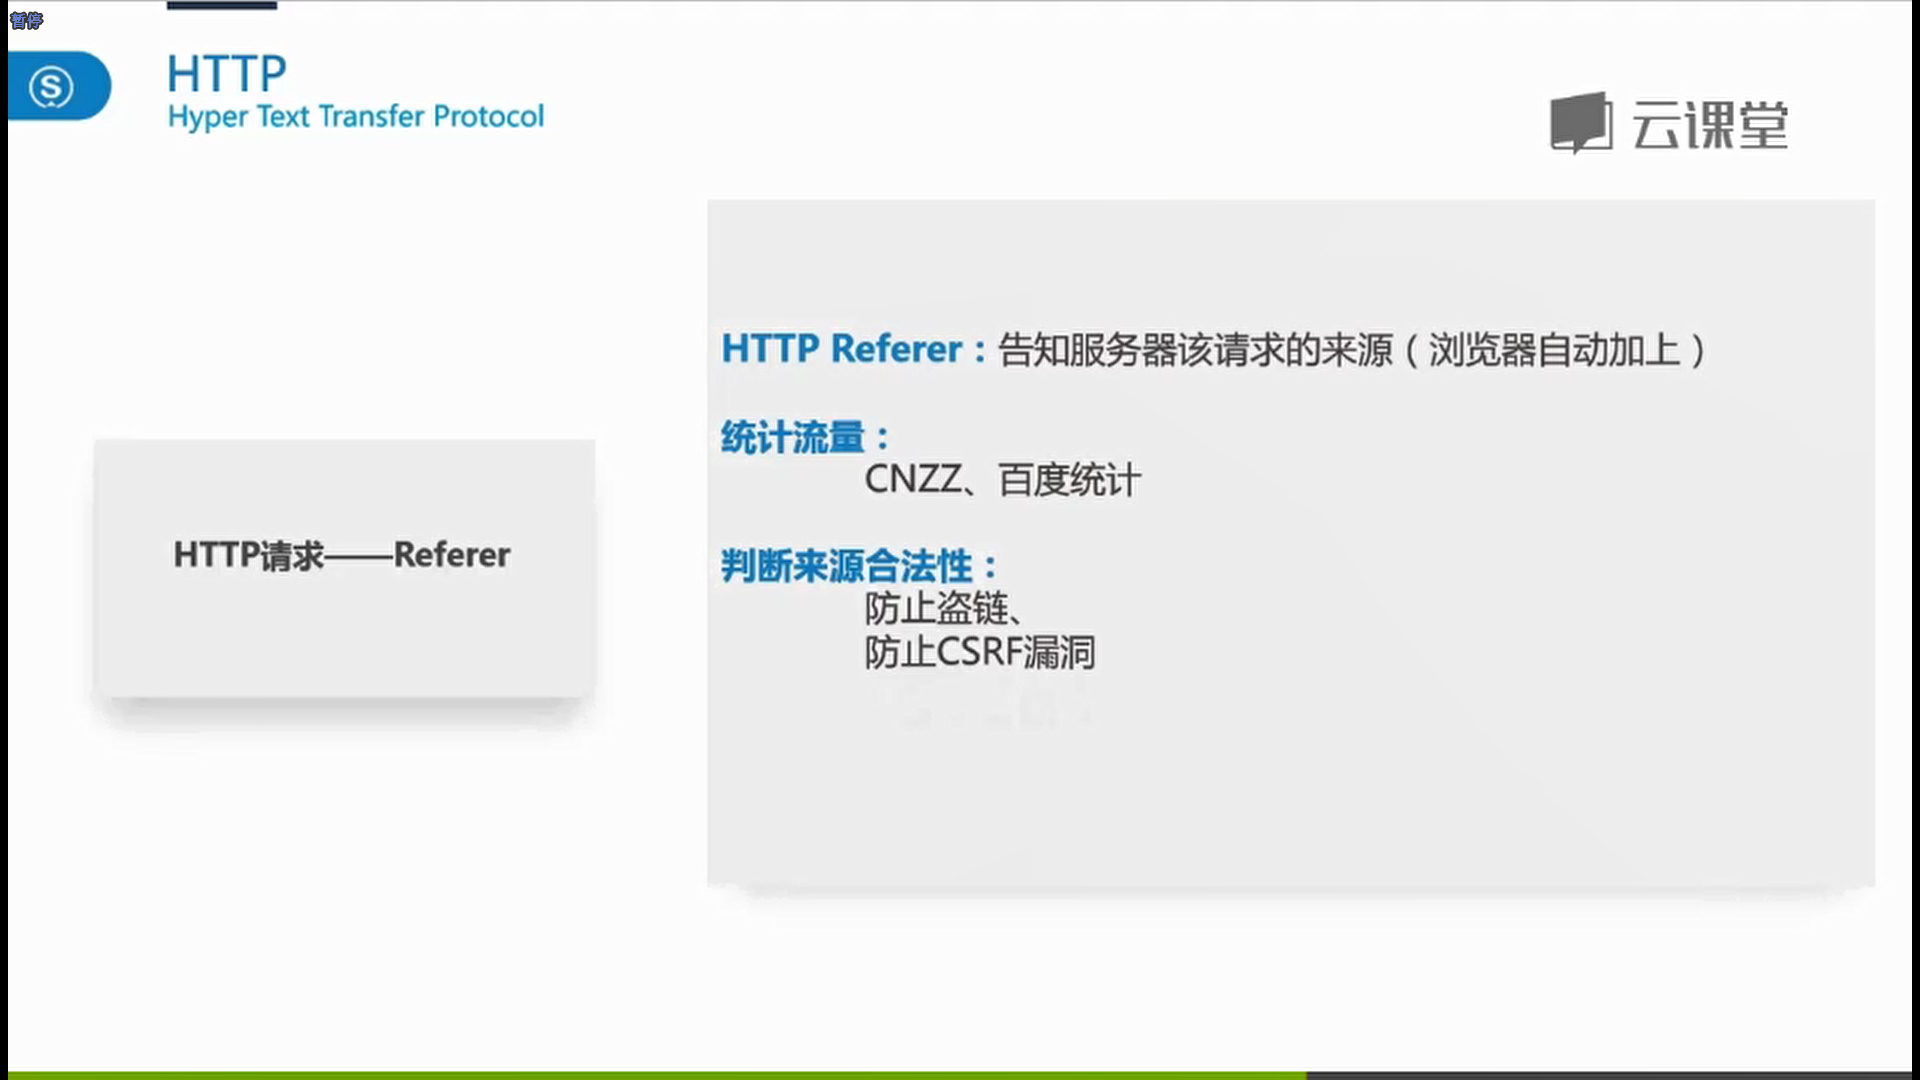 暂停
S
HTTP
Hyper Text Transfer Protocol
云课堂
HTTP请求——Referer
HTTP Referer：告知服务器该请求的来源（浏览器自动加上）
统计流量：
CNZZ、百度统计
判断来源合法性：
防止盗链、
防止CSRF漏洞